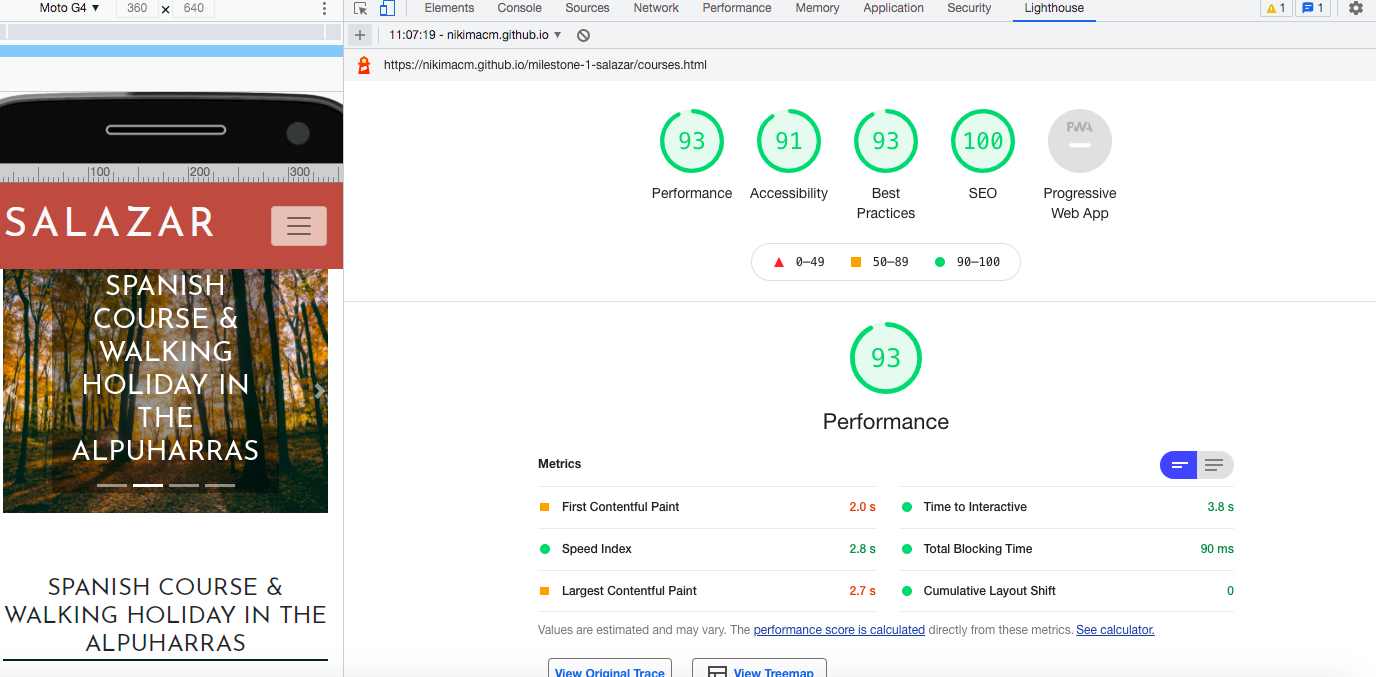 Moto G4 ▼ 360 x 640
Elements Console Sources Network Performance Memory Application Security Lighthouse 1 1
+ 11:07:19 - nikimacm.github.io ▼
https://nikimacm.github.io/milestone-1-salazar/courses.html
100 200 300
SALAZAR
SPANISH
COURSE &
WALKING
HOLIDAY IN
THE
ALPUHARRAS
SPANISH COURSE &
WALKING HOLIDAY IN THE
ALPUHARRAS
93 91 93 100 PWA
Performance Accessibility Best Practices SEO Progressive Web App
0–49 50–89 90–100
93
Performance
Metrics
First Contentful Paint 2.0 s
Time to Interactive 3.8 s
Speed Index 2.8 s
Total Blocking Time 90 ms
Largest Contentful Paint 2.7 s
Cumulative Layout Shift 0
Values are estimated and may vary. The performance score is calculated directly from these metrics. See calculator.
View Original Trace View Treemap